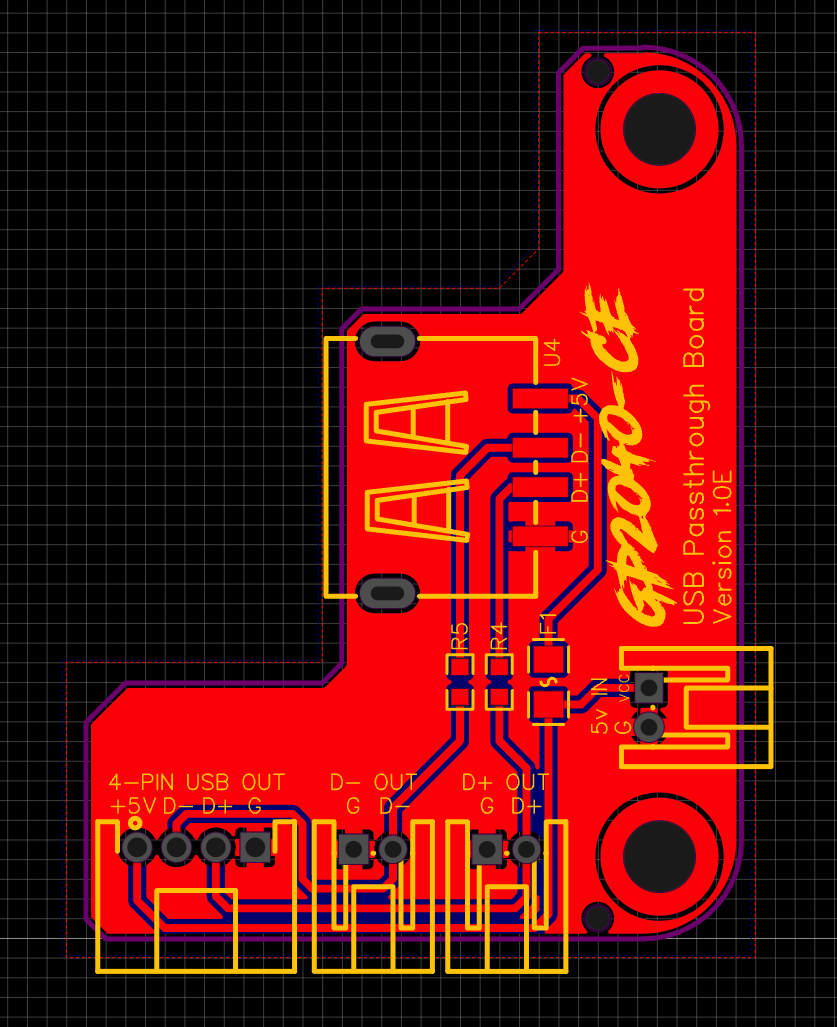 U4
+5V
D-
D+
G
A A
GP2040-CE
USB Passthrough Board
Version 1.0E
R5
R4
F1
S
5V IN
VCC
G
4-PIN USB OUT
+5V D- D+ G
D- OUT
G D-
D+ OUT
G D+